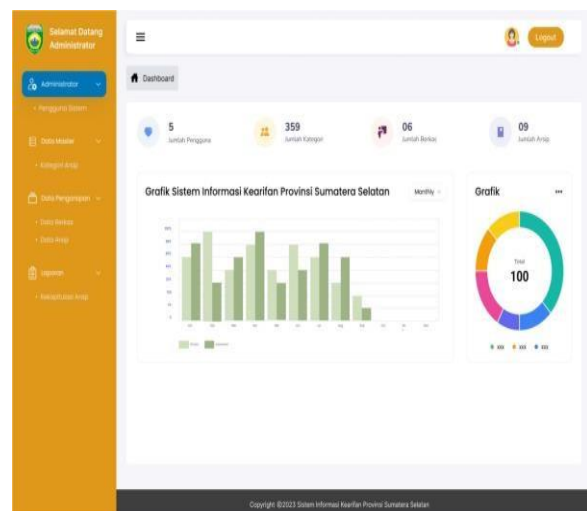 Selamat Datang
Administrator
Logout
Administrator
Dashboard
Pengguna Sistem
5
Jumlah Pengguna
359
Jumlah Kategori
06
Jumlah Berkas
09
Jumlah Arsip
Data Master
Kategori Arsip
Data Pengarsipan
Data Berkas
Data Arsip
Laporan
Rekapitulasi Arsip
Grafik Sistem Informasi Kearifan Provinsi Sumatera Selatan
Monthly
Grafik
Total
100
Copyright ©2023 Sistem Informasi Kearifan Provinsi Sumatera Selatan